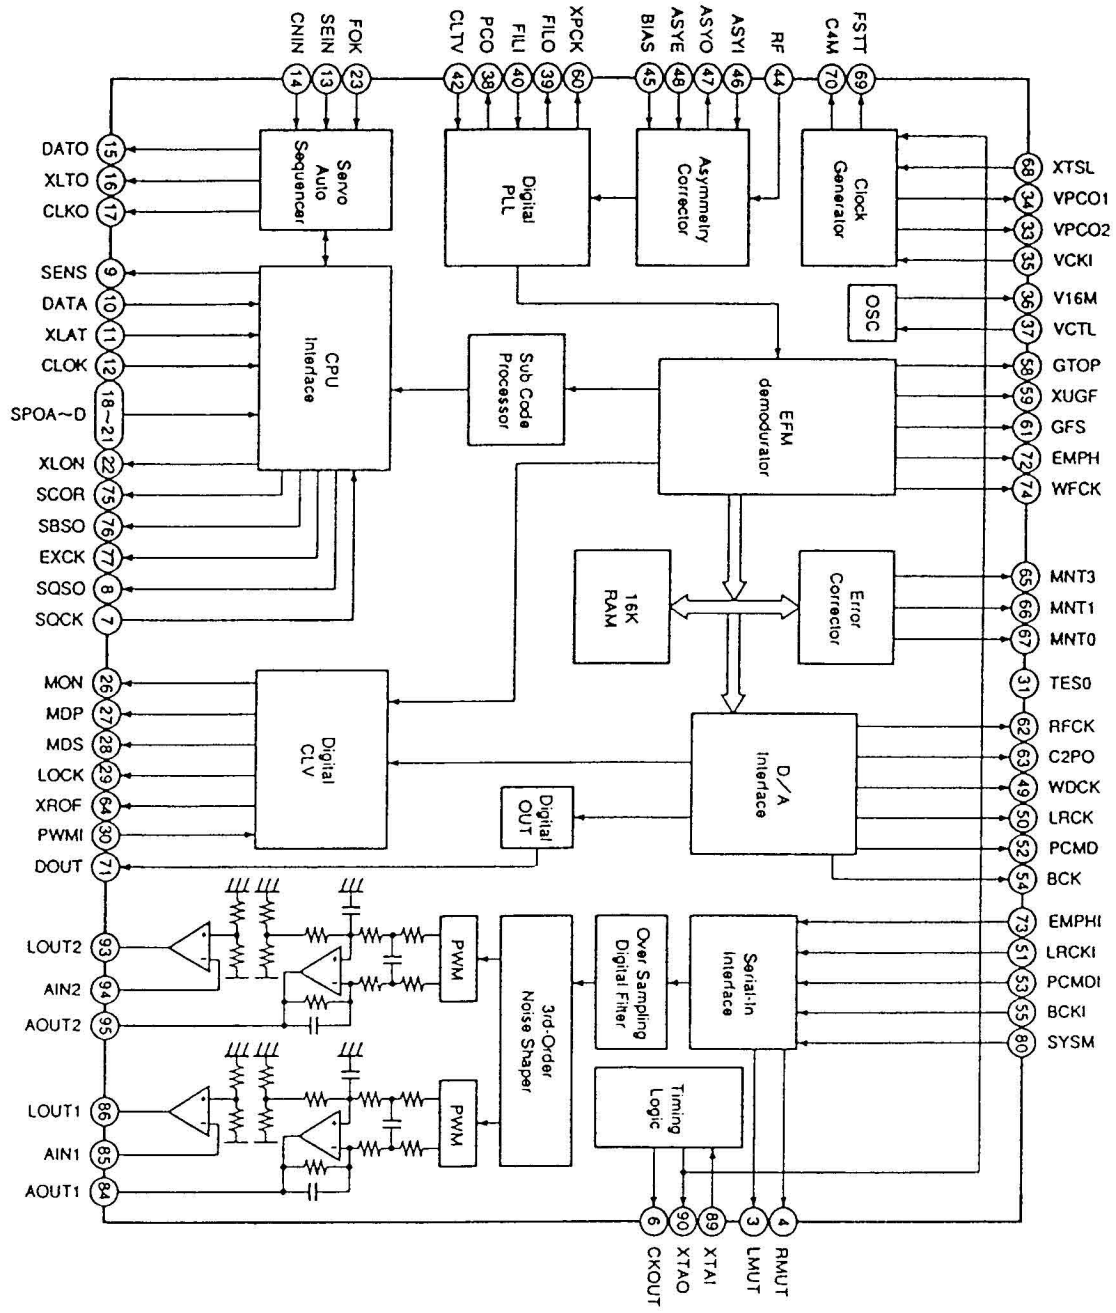 CNIN
SEIN
FOK
CLTV
PCO
FILI
FILO
XPCK
BIAS
ASYE
ASYO
ASYI
RF
C4M
FSTT
14
13
23
42
38
40
39
60
45
48
47
46
44
70
69
DATO
15
XLTO
16
CLKO
17
SENS
9
DATA
10
XLAT
11
CLOK
12
SPOA~D
18~21
XLON
22
SCOR
75
SBSO
76
EXCK
77
SQSO
8
SQCK
7
MON
26
MDP
27
MDS
28
LOCK
29
XROF
64
PWMI
30
DOUT
71
LOUT2
93
AIN2
94
AOUT2
95
LOUT1
86
AIN1
85
AOUT1
84
Servo
Auto
Sequencer
Digital
PLL
Asymmetry
Corrector
Clock
Generator
OSC
CPU
Interface
Sub Code
Processor
EFM
demodurator
16K
RAM
Error
Corrector
Digital
CLV
Digital
OUT
D/A
Interface
PWM
PWM
3rd-Order
Noise Shaper
Over Sampling
Digital Filter
Serial-In
Interface
Timing
Logic
+
-
+
-
+
-
+
-
68
XTSL
34
VPCO1
33
VPCO2
35
VCKI
36
V16M
37
VCTL
58
GTOP
59
XUGF
61
GFS
72
EMPH
74
WFCK
65
MNT3
66
MNT1
67
MNT0
31
TES0
62
RFCK
63
C2PO
49
WDCK
50
LRCK
52
PCMD
54
BCK
73
EMPHI
51
LRCKI
53
PCMDI
55
BCKI
80
SYSM
6
90
89
3
4
CKOUT
XTAO
XTAI
LMUT
RMUT